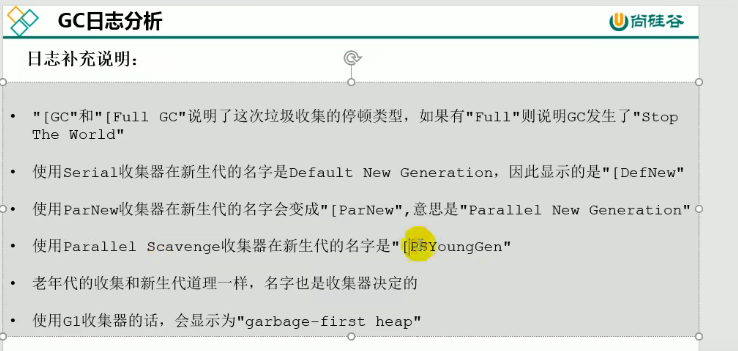 GC日志分析
尚硅谷
日志补充说明:
• "[GC"和"[Full GC"说明了这次垃圾收集的停顿类型，如果有"Full"则说明GC发生了"Stop
The World"
• 使用Serial收集器在新生代的名字是Default New Generation，因此显示的是"[DefNew"
• 使用ParNew收集器在新生代的名字会变成"[ParNew",意思是"Parallel New Generation"
• 使用Parallel Scavenge收集器在新生代的名字是"[PSYoungGen"
• 老年代的收集和新生代道理一样，名字也是收集器决定的
• 使用G1收集器的话，会显示为"garbage-first heap"